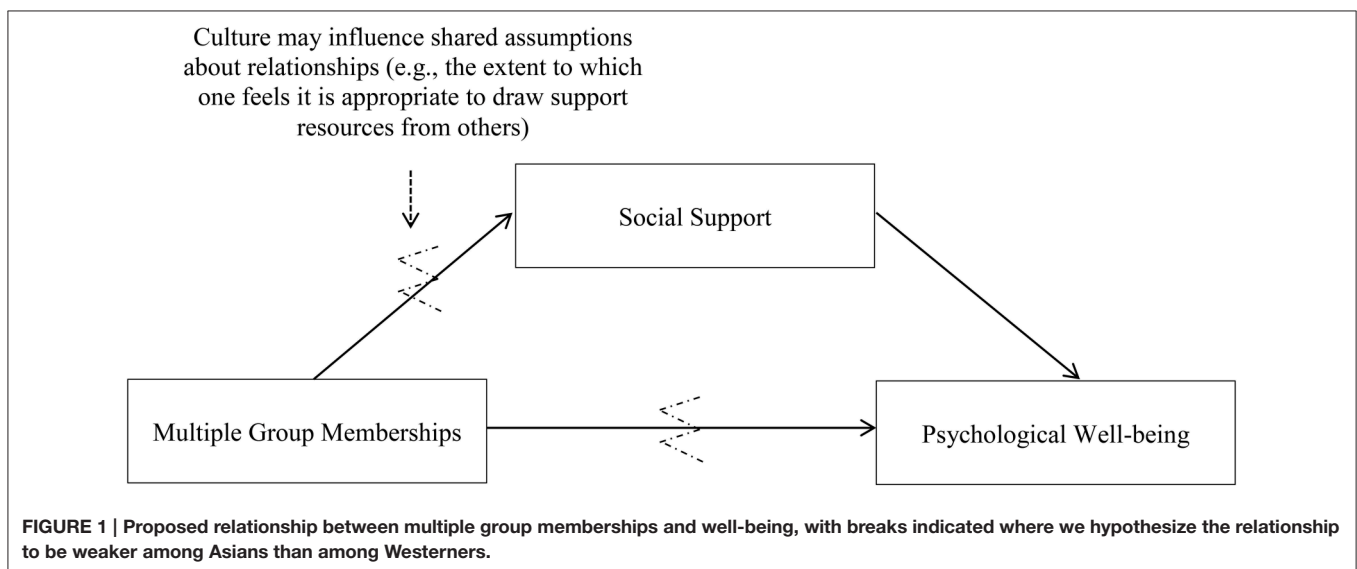 Culture may influence shared assumptions
about relationships (e.g., the extent to which
one feels it is appropriate to draw support
resources from others)
Social Support
Multiple Group Memberships
Psychological Well-being
FIGURE 1 | Proposed relationship between multiple group memberships and well-being, with breaks indicated where we hypothesize the relationship
to be weaker among Asians than among Westerners.